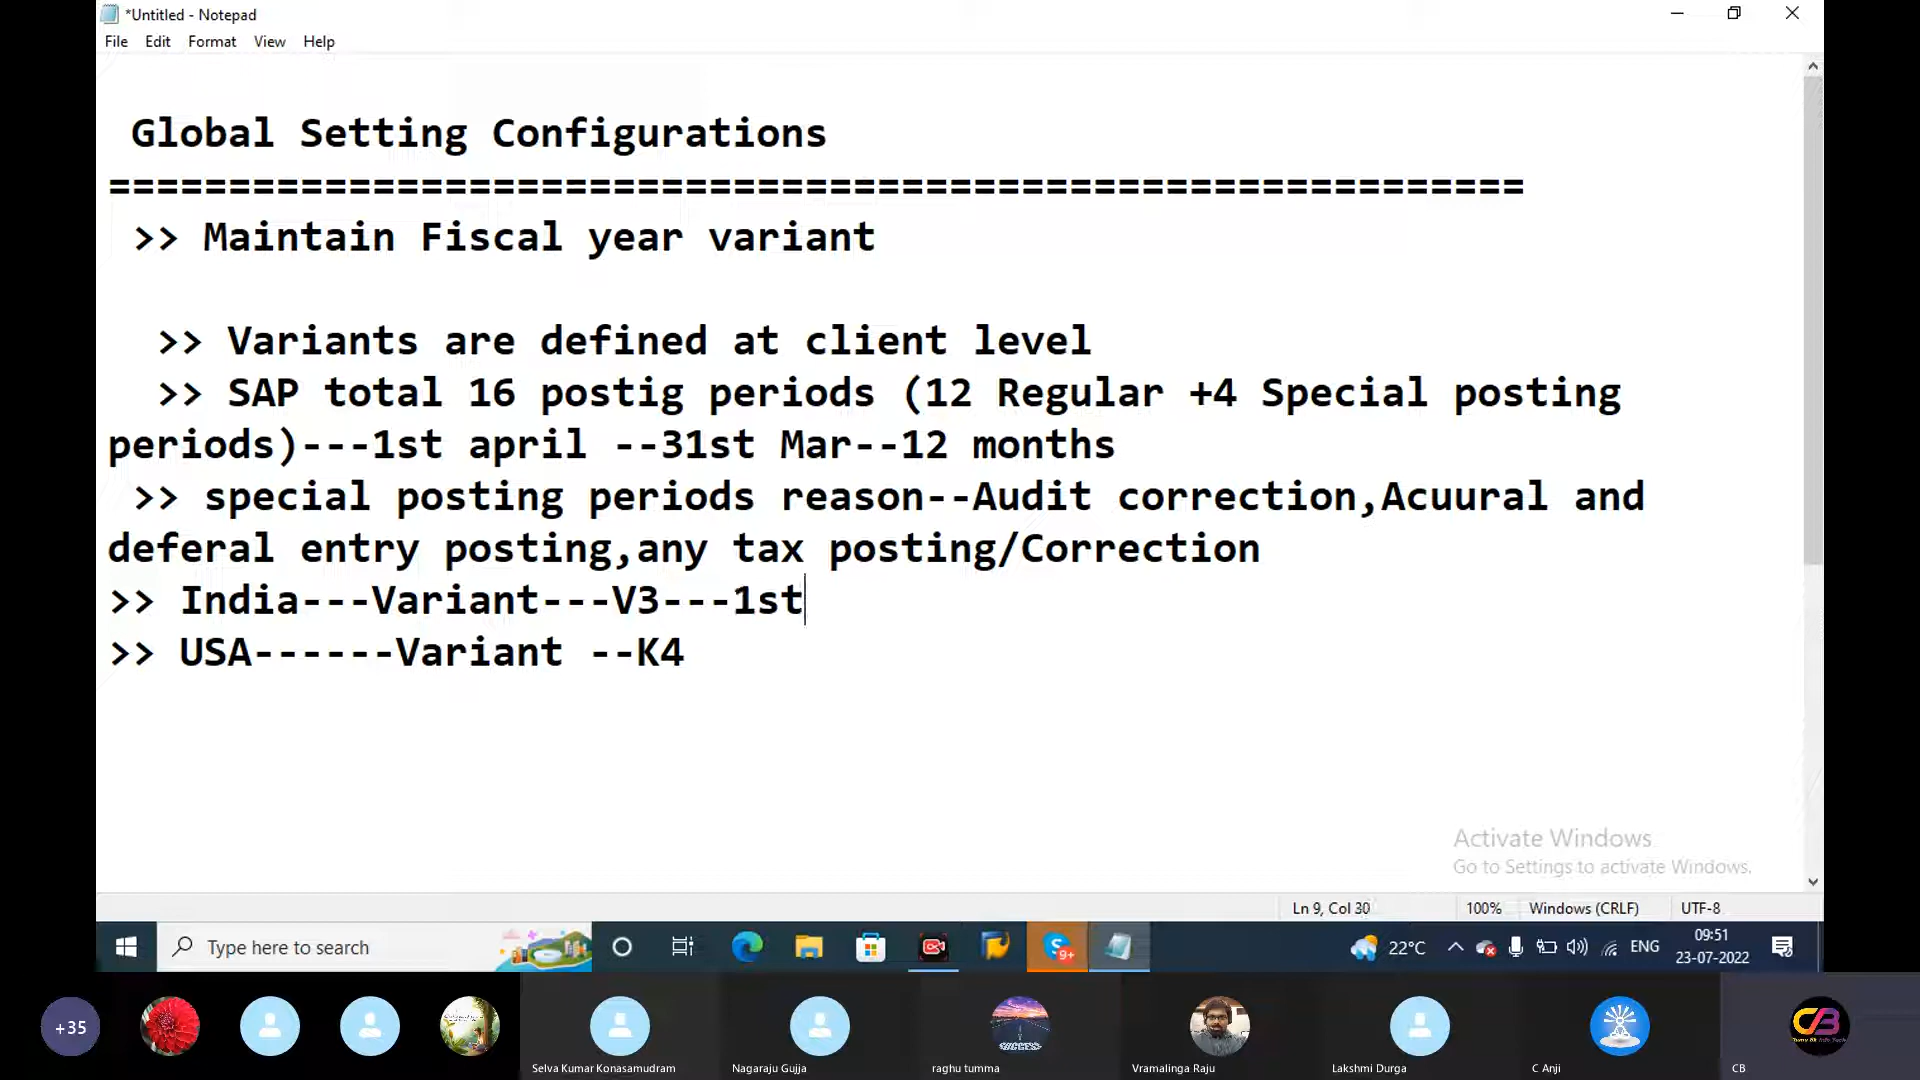 *Untitled - Notepad
File Edit Format View Help
Global Setting Configurations
===========================================================
>> Maintain Fiscal year variant
>> Variants are defined at client level
>> SAP total 16 postig periods (12 Regular +4 Special posting
periods)---1st april --31st Mar--12 months
>> special posting periods reason--Audit correction,Acuural and
deferal entry posting,any tax posting/Correction
>> India---Variant---V3---1st
>> USA------Variant --K4
Activate Windows
Go to Settings to activate Windows.
Ln 9, Col 30 100% Windows (CRLF) UTF-8
Type here to search
S 9+
22°C
ENG
09:51
23-07-2022
+35
Selva Kumar Konasamudram
Nagaraju Gujja
raghu tumma
Vramalinga Raju
Lakshmi Durga
C Anji
CB